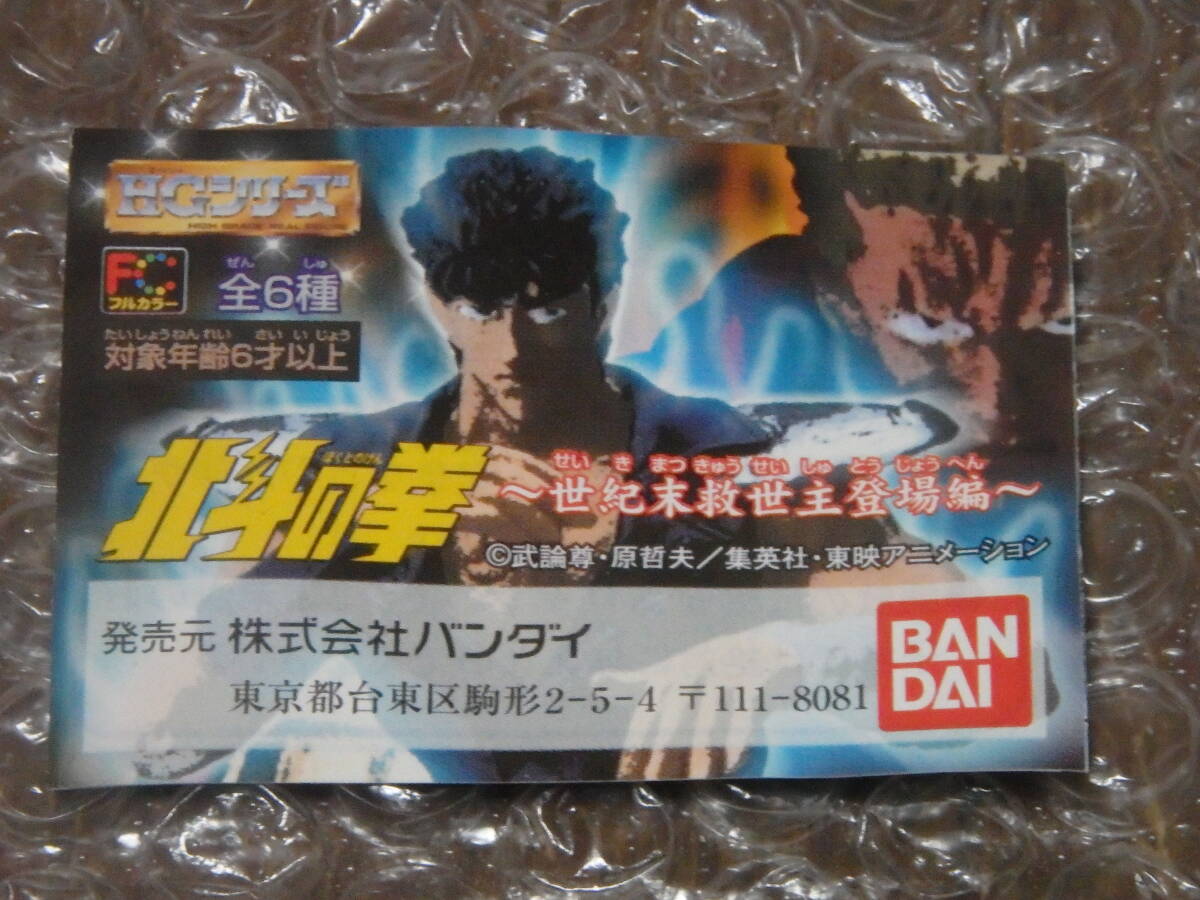 HGシリーズ
HIGH GRADE REAL
FC
フルカラー
ぜん しゅ
全6種
たいしょうねんれい さい いじょう
対象年齢6才以上
ほくとのけん
北斗の拳
せい き まつ きゅう せい しゅ とう じょう へん
～世紀末救世主登場編～
©武論尊・原哲夫／集英社・東映アニメーション
発売元 株式会社バンダイ
東京都台東区駒形2-5-4 〒111-8081
BAN
DAI